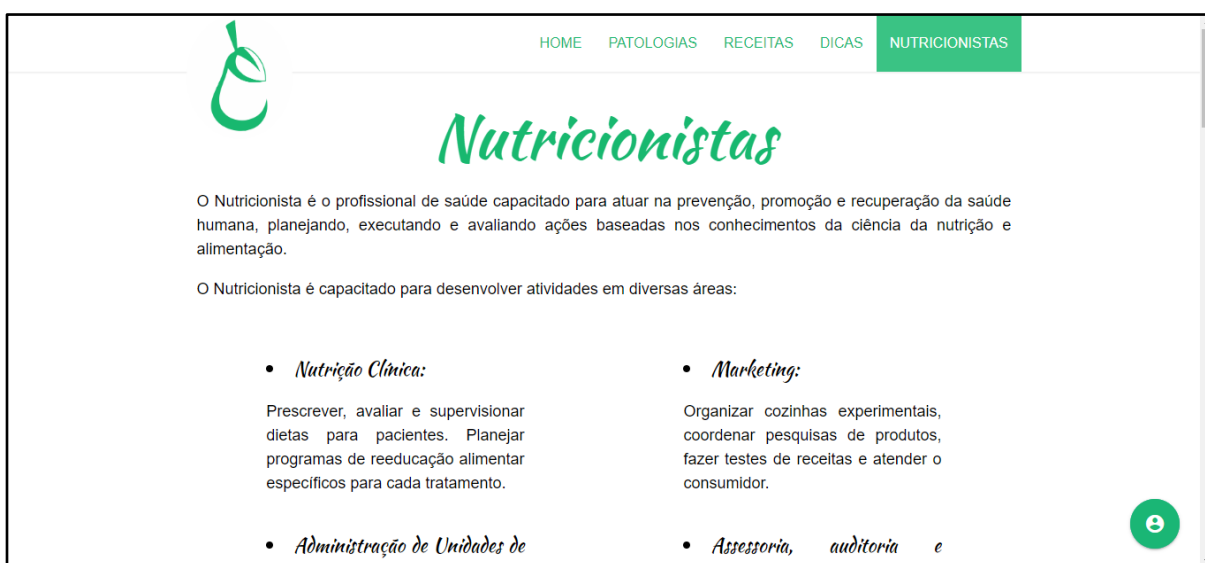 HOME PATOLOGIAS RECEITAS DICAS NUTRICIONISTAS
Nutricionistas
O Nutricionista é o profissional de saúde capacitado para atuar na prevenção, promoção e recuperação da saúde
humana, planejando, executando e avaliando ações baseadas nos conhecimentos da ciência da nutrição e
alimentação.
O Nutricionista é capacitado para desenvolver atividades em diversas áreas:
• Nutrição Clínica:
Prescrever, avaliar e supervisionar
dietas para pacientes. Planejar
programas de reeducação alimentar
específicos para cada tratamento.
• Administração de Unidades de
• Marketing:
Organizar cozinhas experimentais,
coordenar pesquisas de produtos,
fazer testes de receitas e atender o
consumidor.
• Assessoria, auditoria e